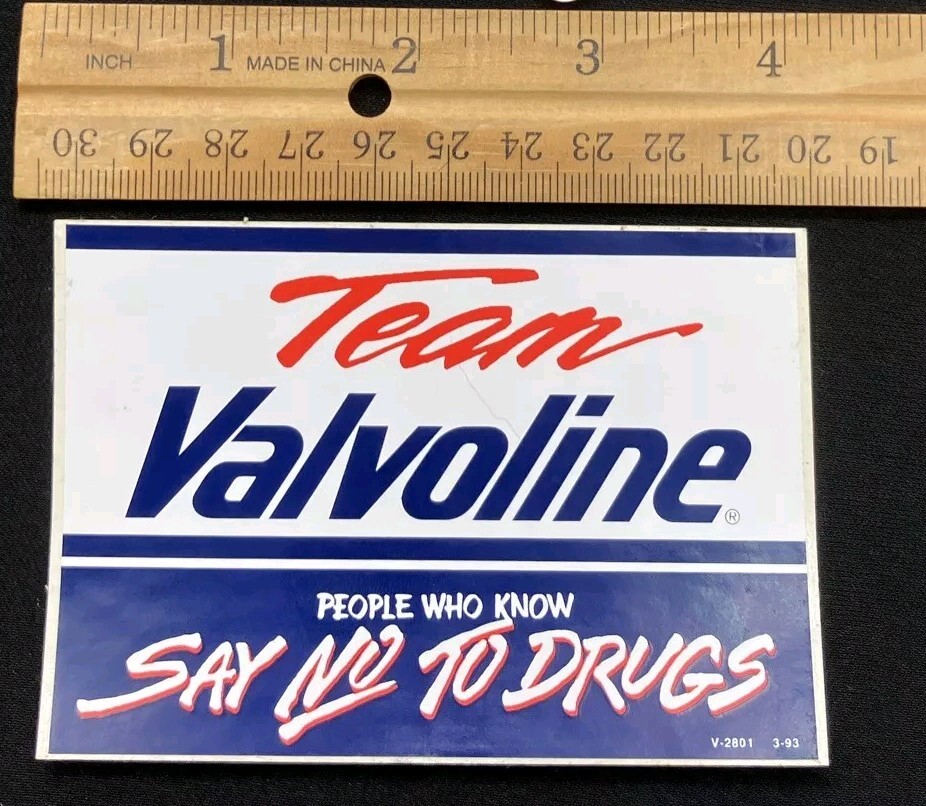 INCH 1 MADE IN CHINA 2 3 4
30 29 28 27 26 25 24 23 22 21 20 19
Team
Valvoline®
PEOPLE WHO KNOW
SAY NO TO DRUGS
V-2801 3-93